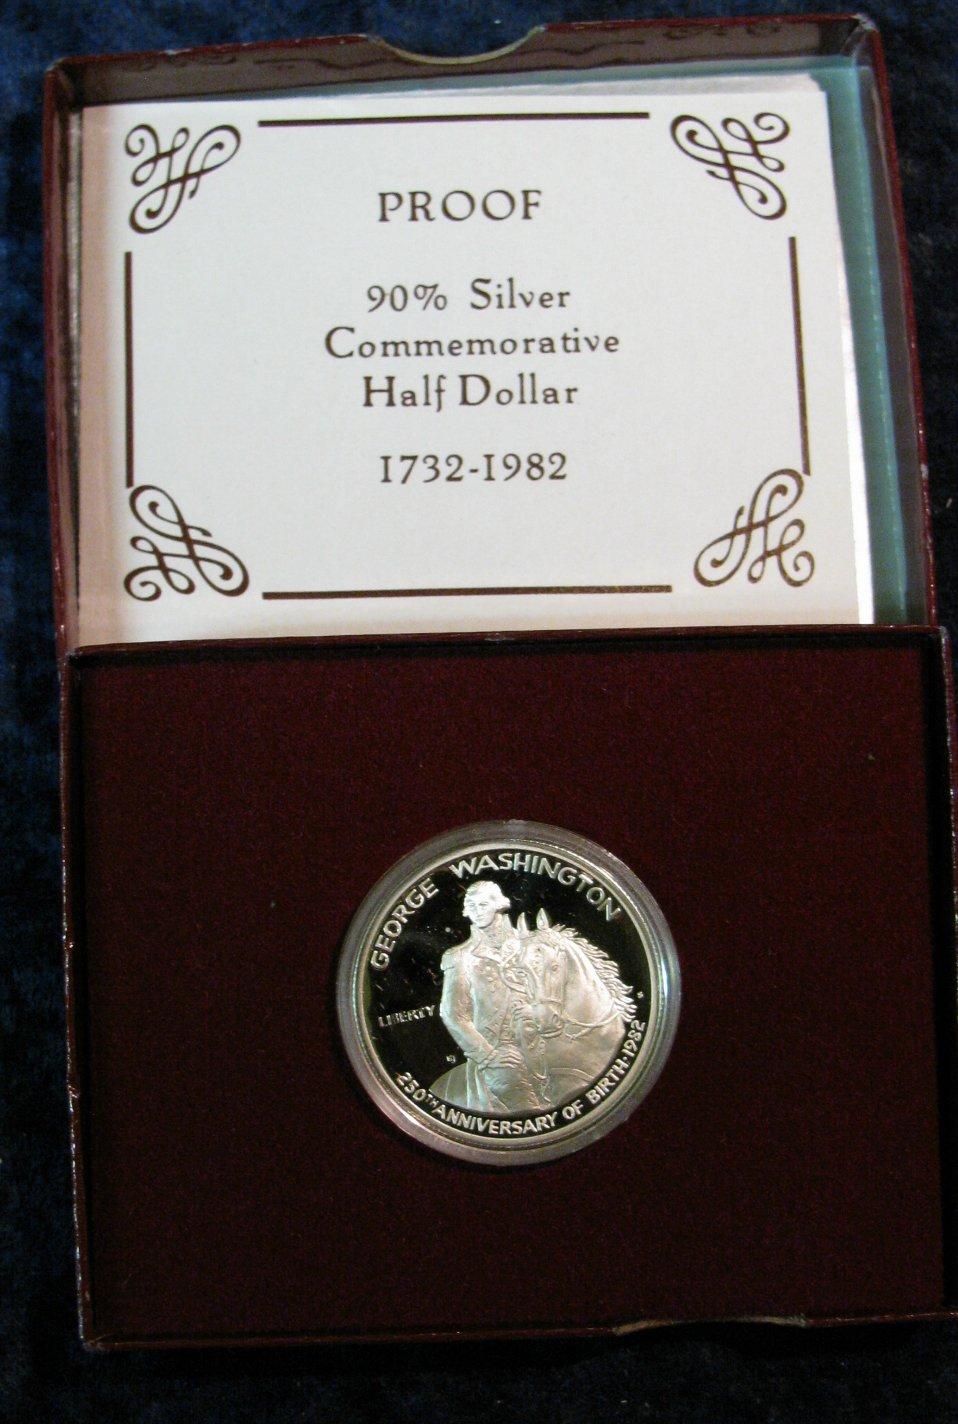 PROOF
90% Silver
Commemorative
Half Dollar
1732-1982
GEORGE WASHINGTON
LIBERTY
250TH ANNIVERSARY OF BIRTH·1982
S